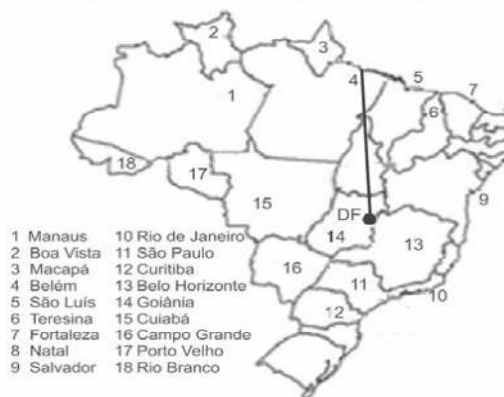 2
3
4
5
7
1
6
18
17
9
15
DF
14
13
16
10
11
12
1 Manaus 10 Rio de Janeiro
2 Boa Vista 11 São Paulo
3 Macapá 12 Curitiba
4 Belém 13 Belo Horizonte
5 São Luís 14 Goiânia
6 Teresina 15 Cuiabá
7 Fortaleza 16 Campo Grande
8 Natal 17 Porto Velho
9 Salvador 18 Rio Branco